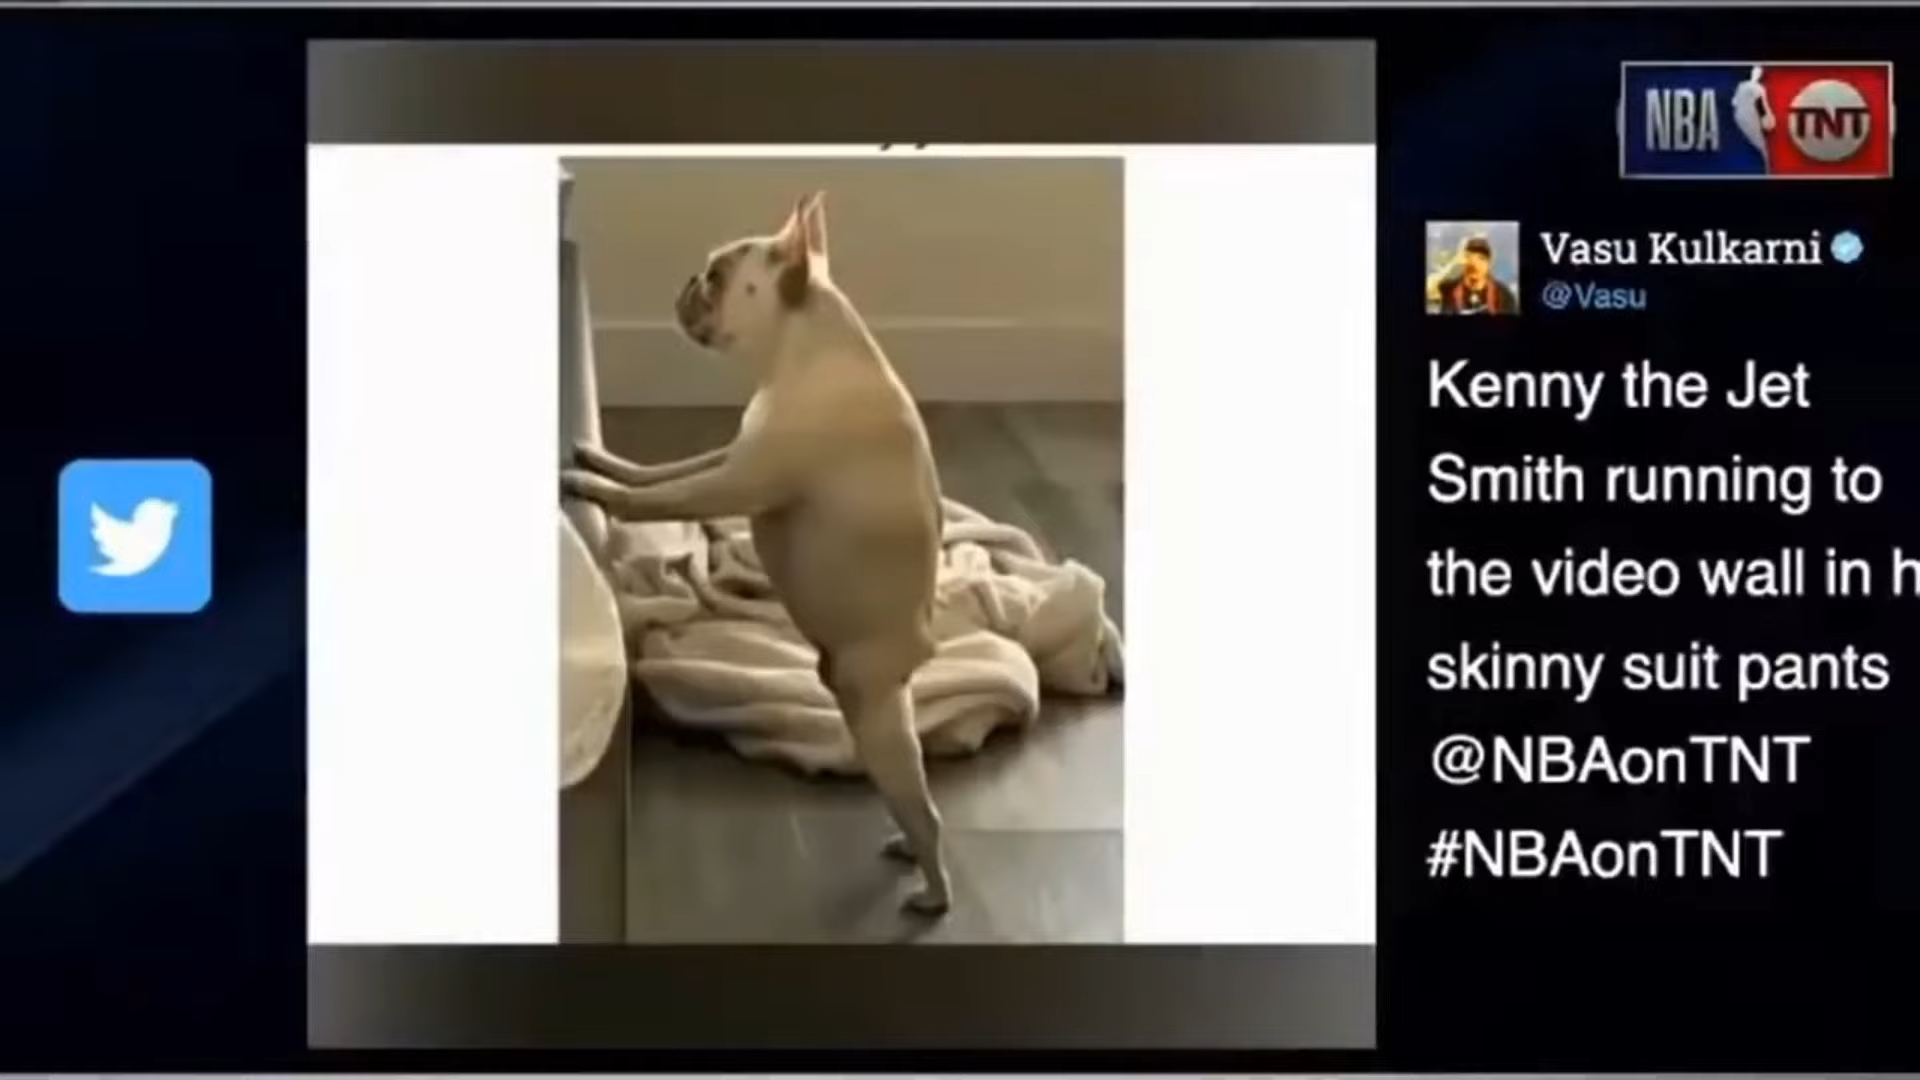 NBA TNT
Vasu Kulkarni
@Vasu
Kenny the Jet
Smith running to
the video wall in h
skinny suit pants
@NBAonTNT
#NBAonTNT